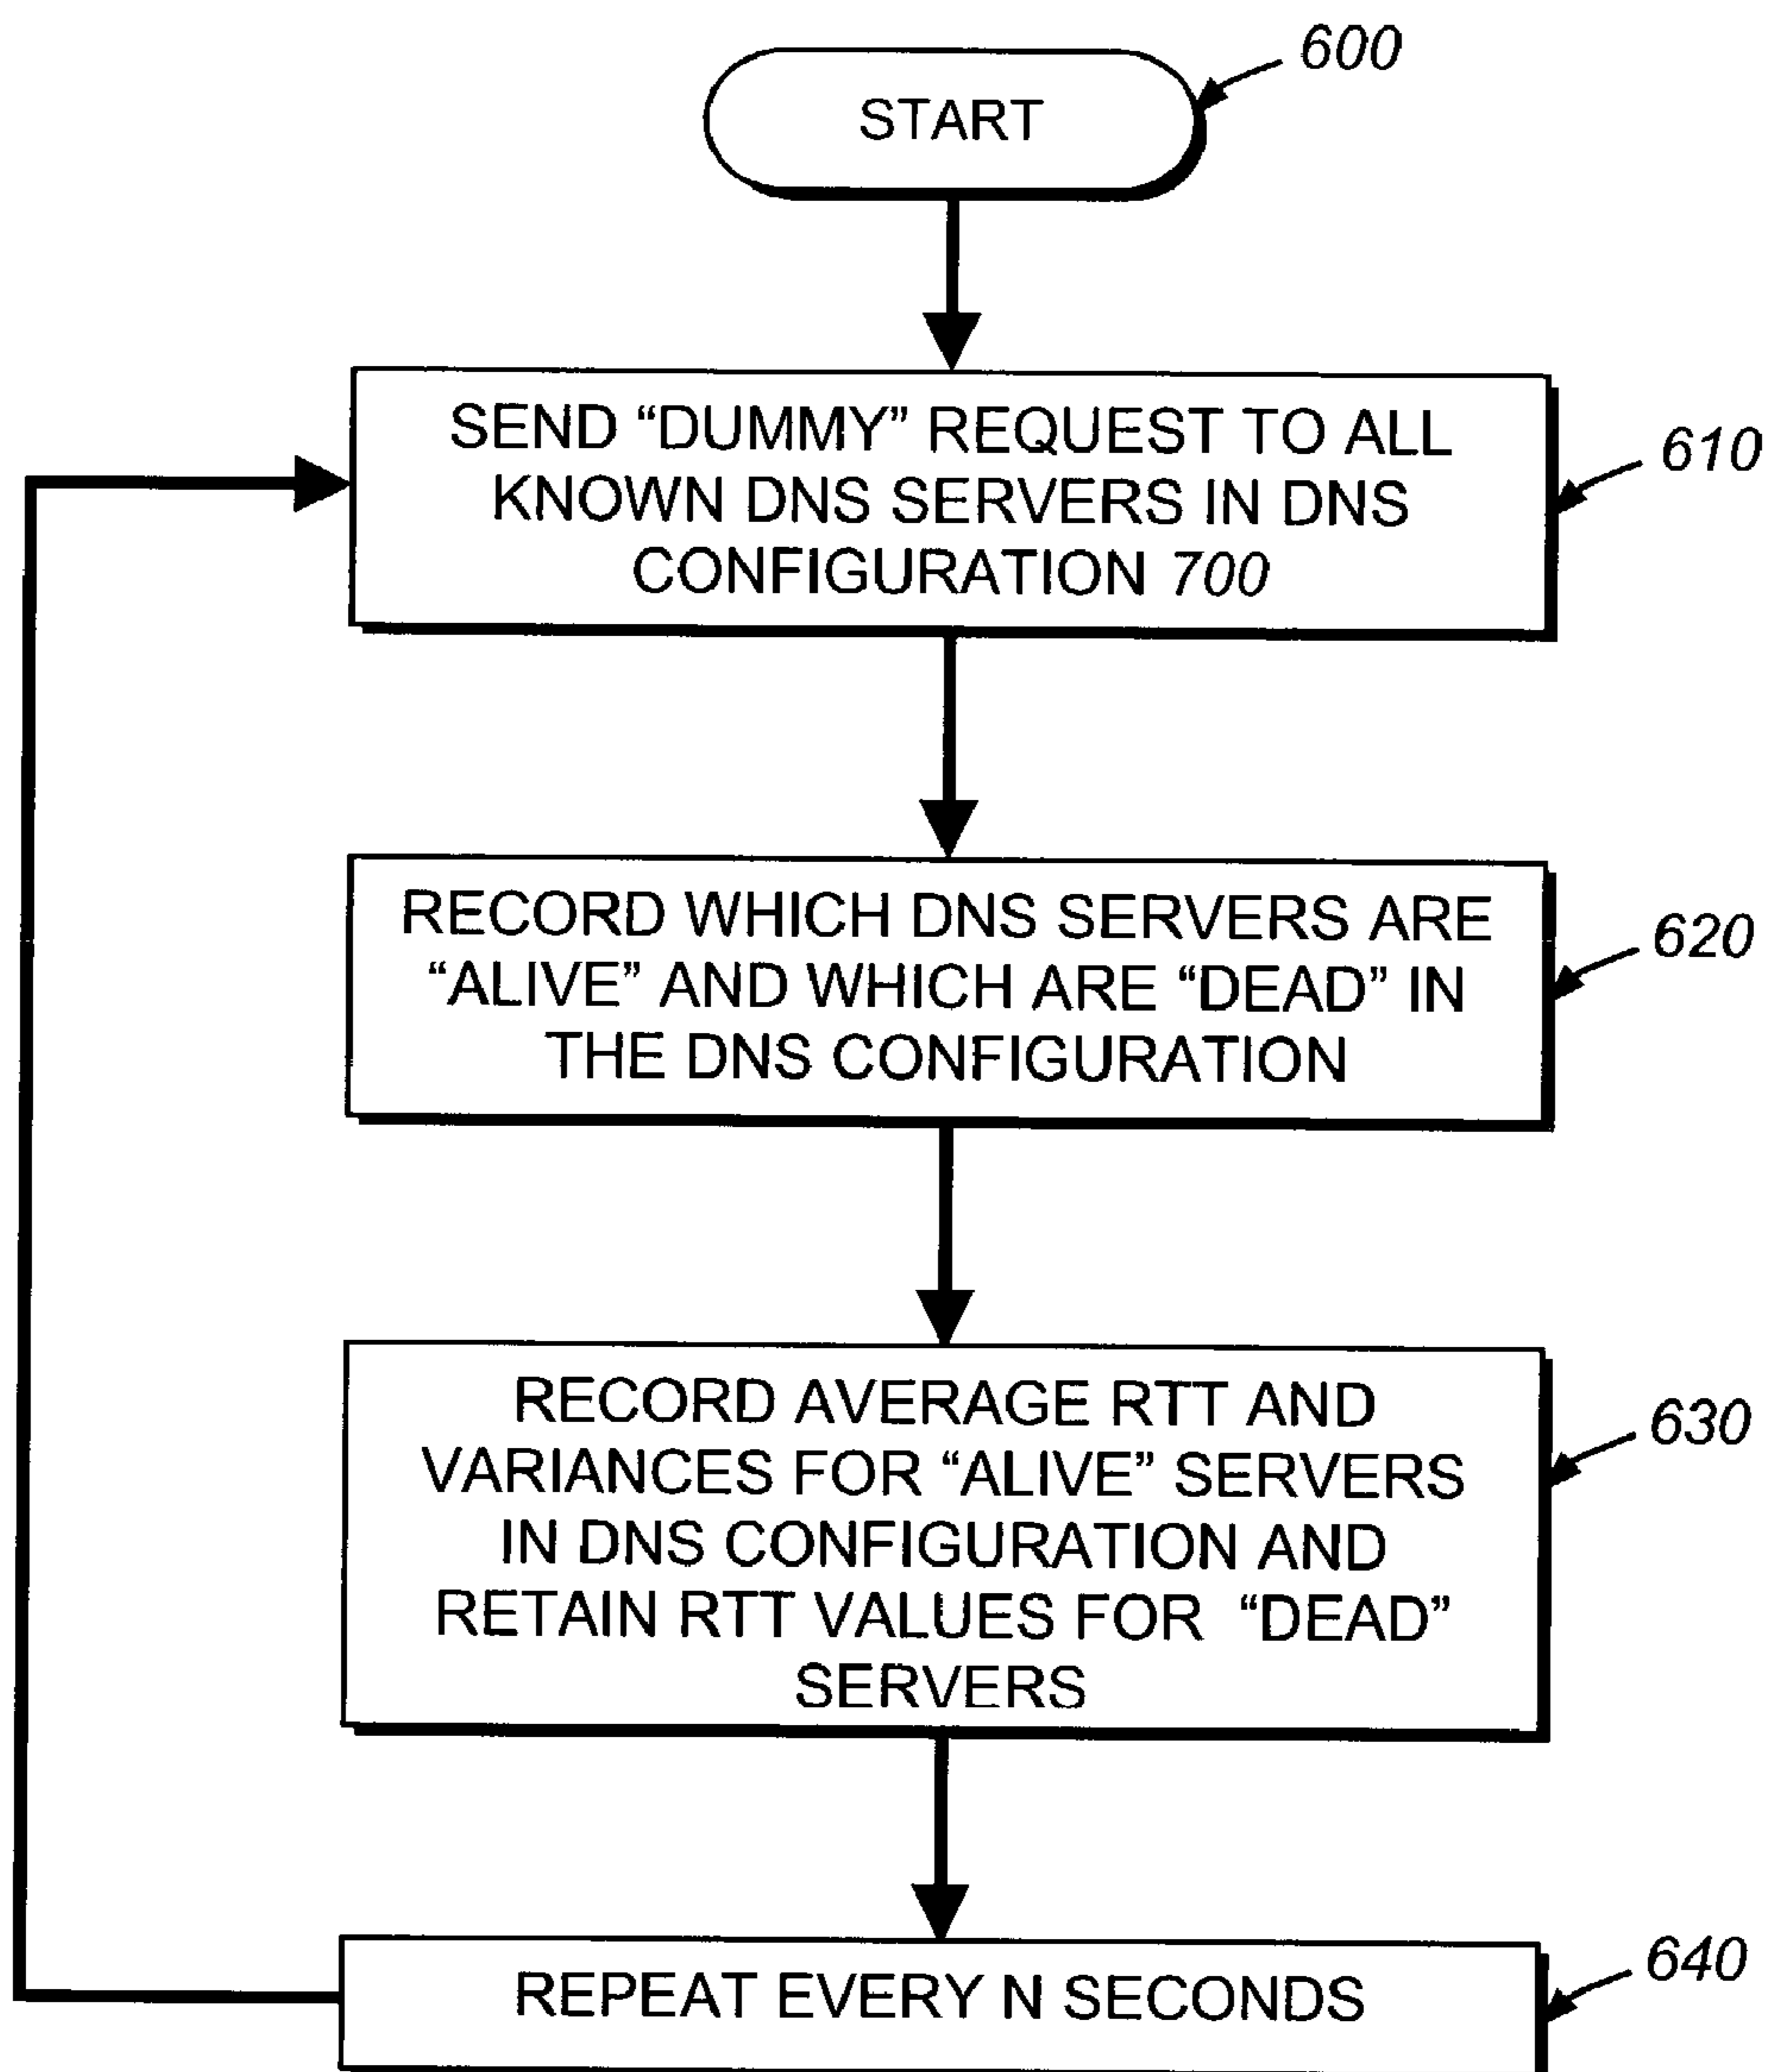 600
START
SEND “DUMMY” REQUEST TO ALL
KNOWN DNS SERVERS IN DNS
CONFIGURATION 700
610
RECORD WHICH DNS SERVERS ARE
“ALIVE” AND WHICH ARE “DEAD” IN
THE DNS CONFIGURATION
620
RECORD AVERAGE RTT AND
VARIANCES FOR “ALIVE” SERVERS
IN DNS CONFIGURATION AND
RETAIN RTT VALUES FOR “DEAD”
SERVERS
630
REPEAT EVERY N SECONDS
640